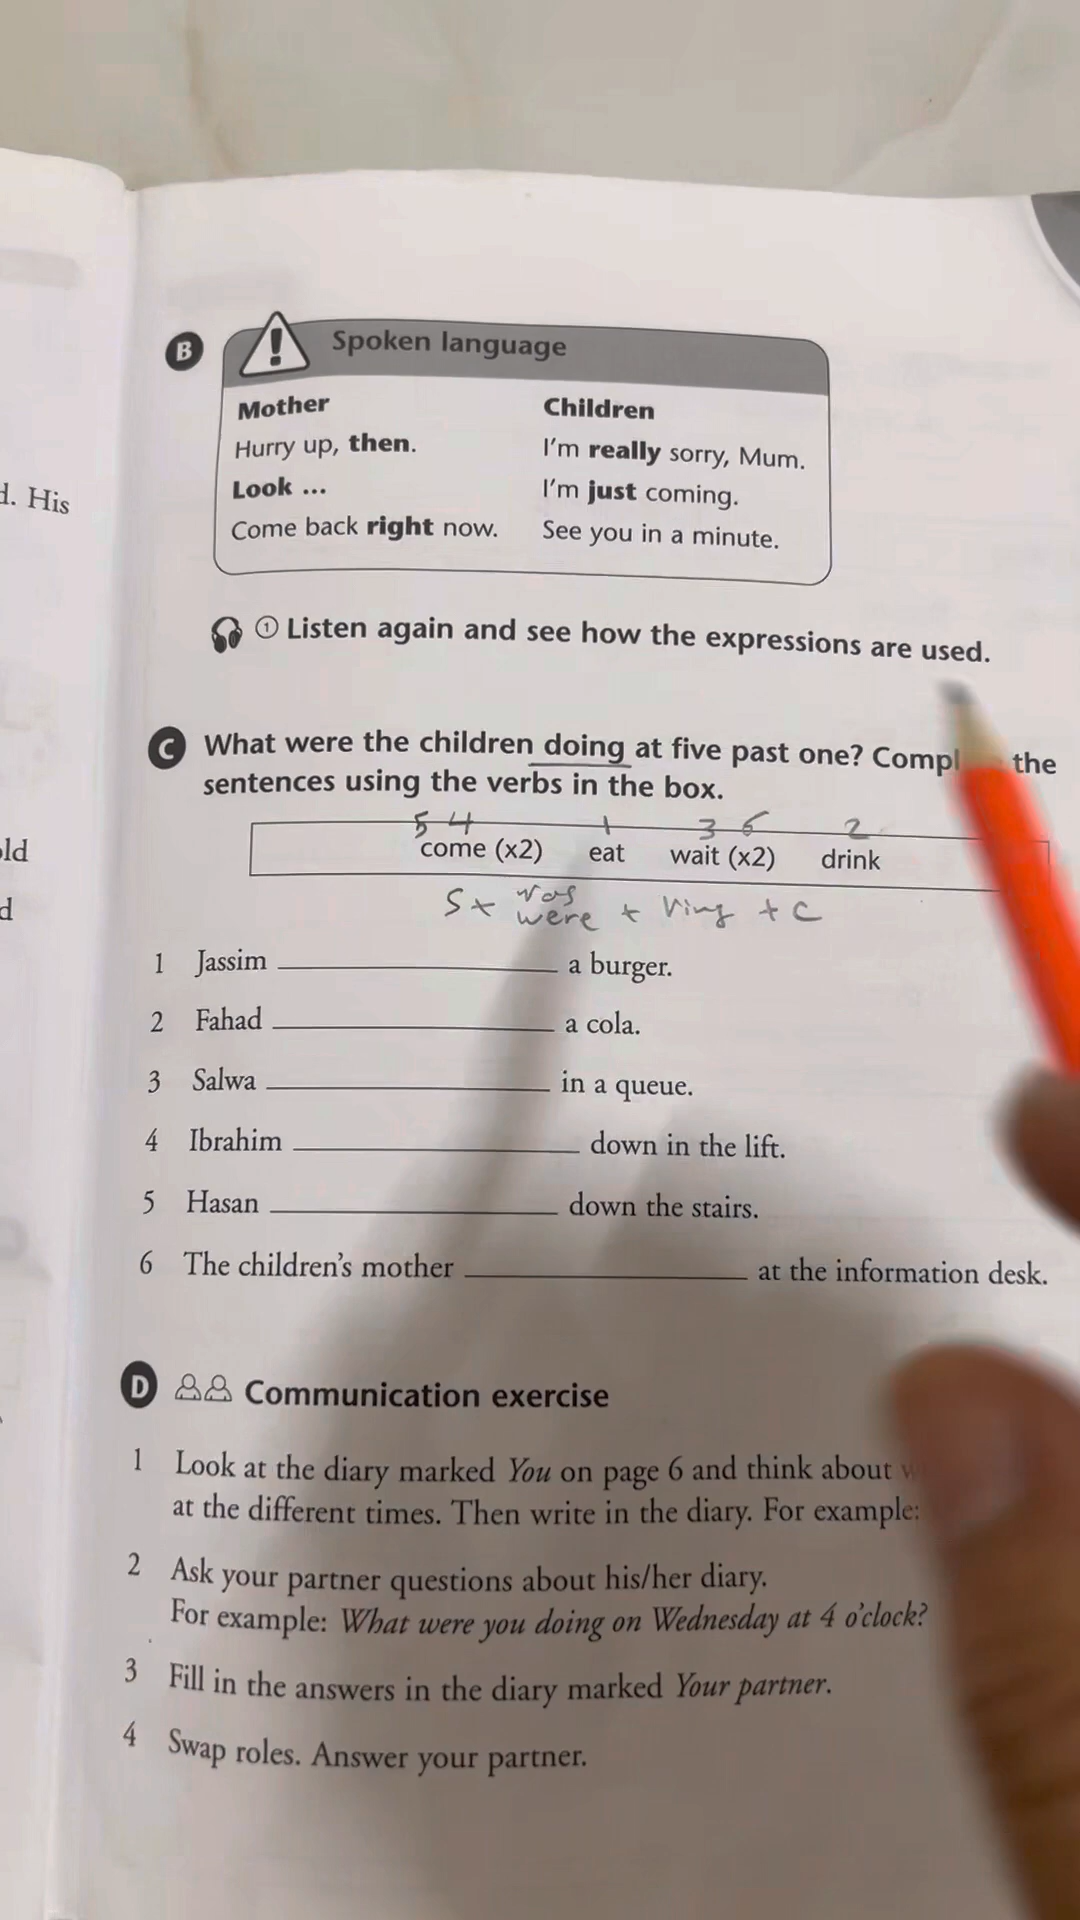 d. His
old
d
B
! Spoken language
Mother Children
Hurry up, then. I'm really sorry, Mum.
Look ... I'm just coming.
Come back right now. See you in a minute.
① Listen again and see how the expressions are used.
C What were the children doing at five past one? Compl the
sentences using the verbs in the box.
5 4 1 3 6 2
come (x2) eat wait (x2) drink
was
S + were + Ving + C
1 Jassim ____ a burger.
2 Fahad ____ a cola.
3 Salwa ____ in a queue.
4 Ibrahim ____ down in the lift.
5 Hasan ____ down the stairs.
6 The children's mother ____ at the information desk.
D Communication exercise
1 Look at the diary marked You on page 6 and think about
at the different times. Then write in the diary. For example:
2 Ask your partner questions about his/her diary.
For example: What were you doing on Wednesday at 4 o'clock?
3 Fill in the answers in the diary marked Your partner.
4 Swap roles. Answer your partner.